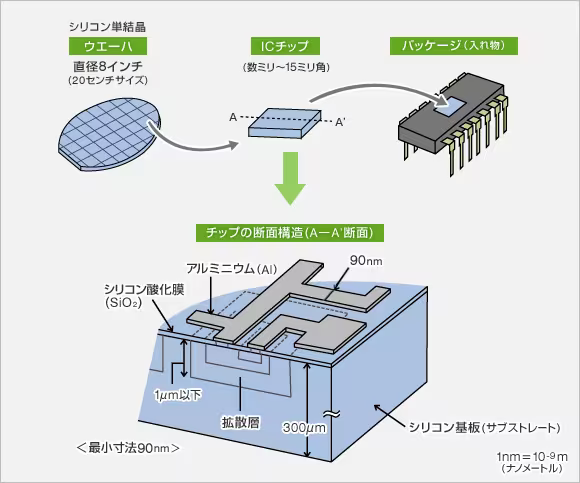 シリコン単結晶
ウエーハ
直径8インチ
(20センチサイズ)
ICチップ
(数ミリ～15ミリ角)
パッケージ(入れ物)
A
A'
チップの断面構造(A－A'断面)
アルミニウム(Al)
90nm
シリコン酸化膜
(SiO₂)
1μm以下
拡散層
300μm
シリコン基板(サブストレート)
＜最小寸法90nm＞
1nm＝10⁻⁹m
(ナノメートル)